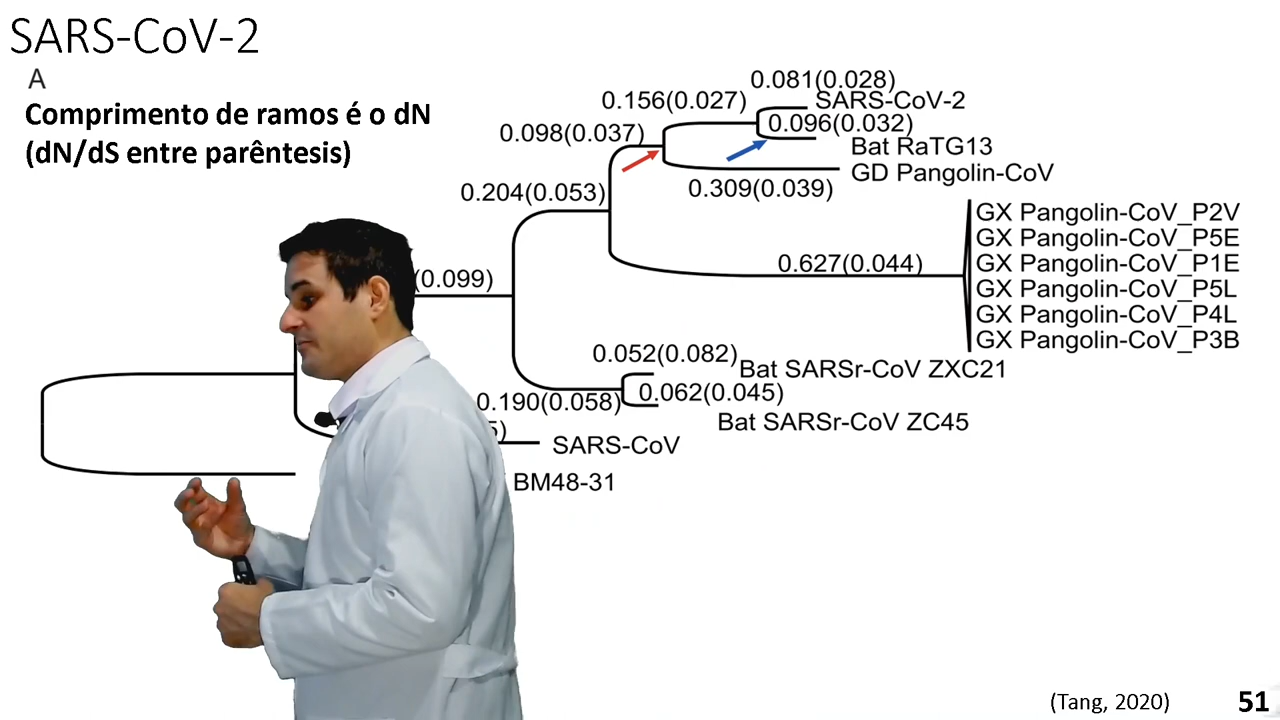 SARS-CoV-2
A
Comprimento de ramos é o dN
(dN/dS entre parêntesis)
0.081(0.028)
0.156(0.027)
SARS-CoV-2
0.096(0.032)
0.098(0.037)
Bat RaTG13
GD Pangolin-CoV
0.309(0.039)
0.204(0.053)
GX Pangolin-CoV_P2V
GX Pangolin-CoV_P5E
0.627(0.044)
GX Pangolin-CoV_P1E
(0.099)
GX Pangolin-CoV_P5L
GX Pangolin-CoV_P4L
GX Pangolin-CoV_P3B
0.052(0.082)
Bat SARSr-CoV ZXC21
0.062(0.045)
0.190(0.058)
Bat SARSr-CoV ZC45
5)
SARS-CoV
BM48-31
(Tang, 2020)
51